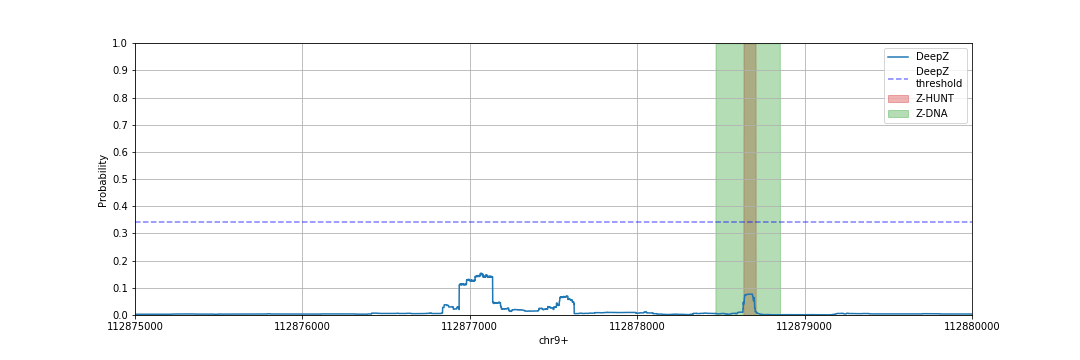 1.0
0.9
0.8
0.7
0.6
0.5
0.4
0.3
0.2
0.1
0.0
Probability
DeepZ
DeepZ
threshold
Z-HUNT
Z-DNA
112875000 112876000 112877000 112878000 112879000 112880000
chr9+